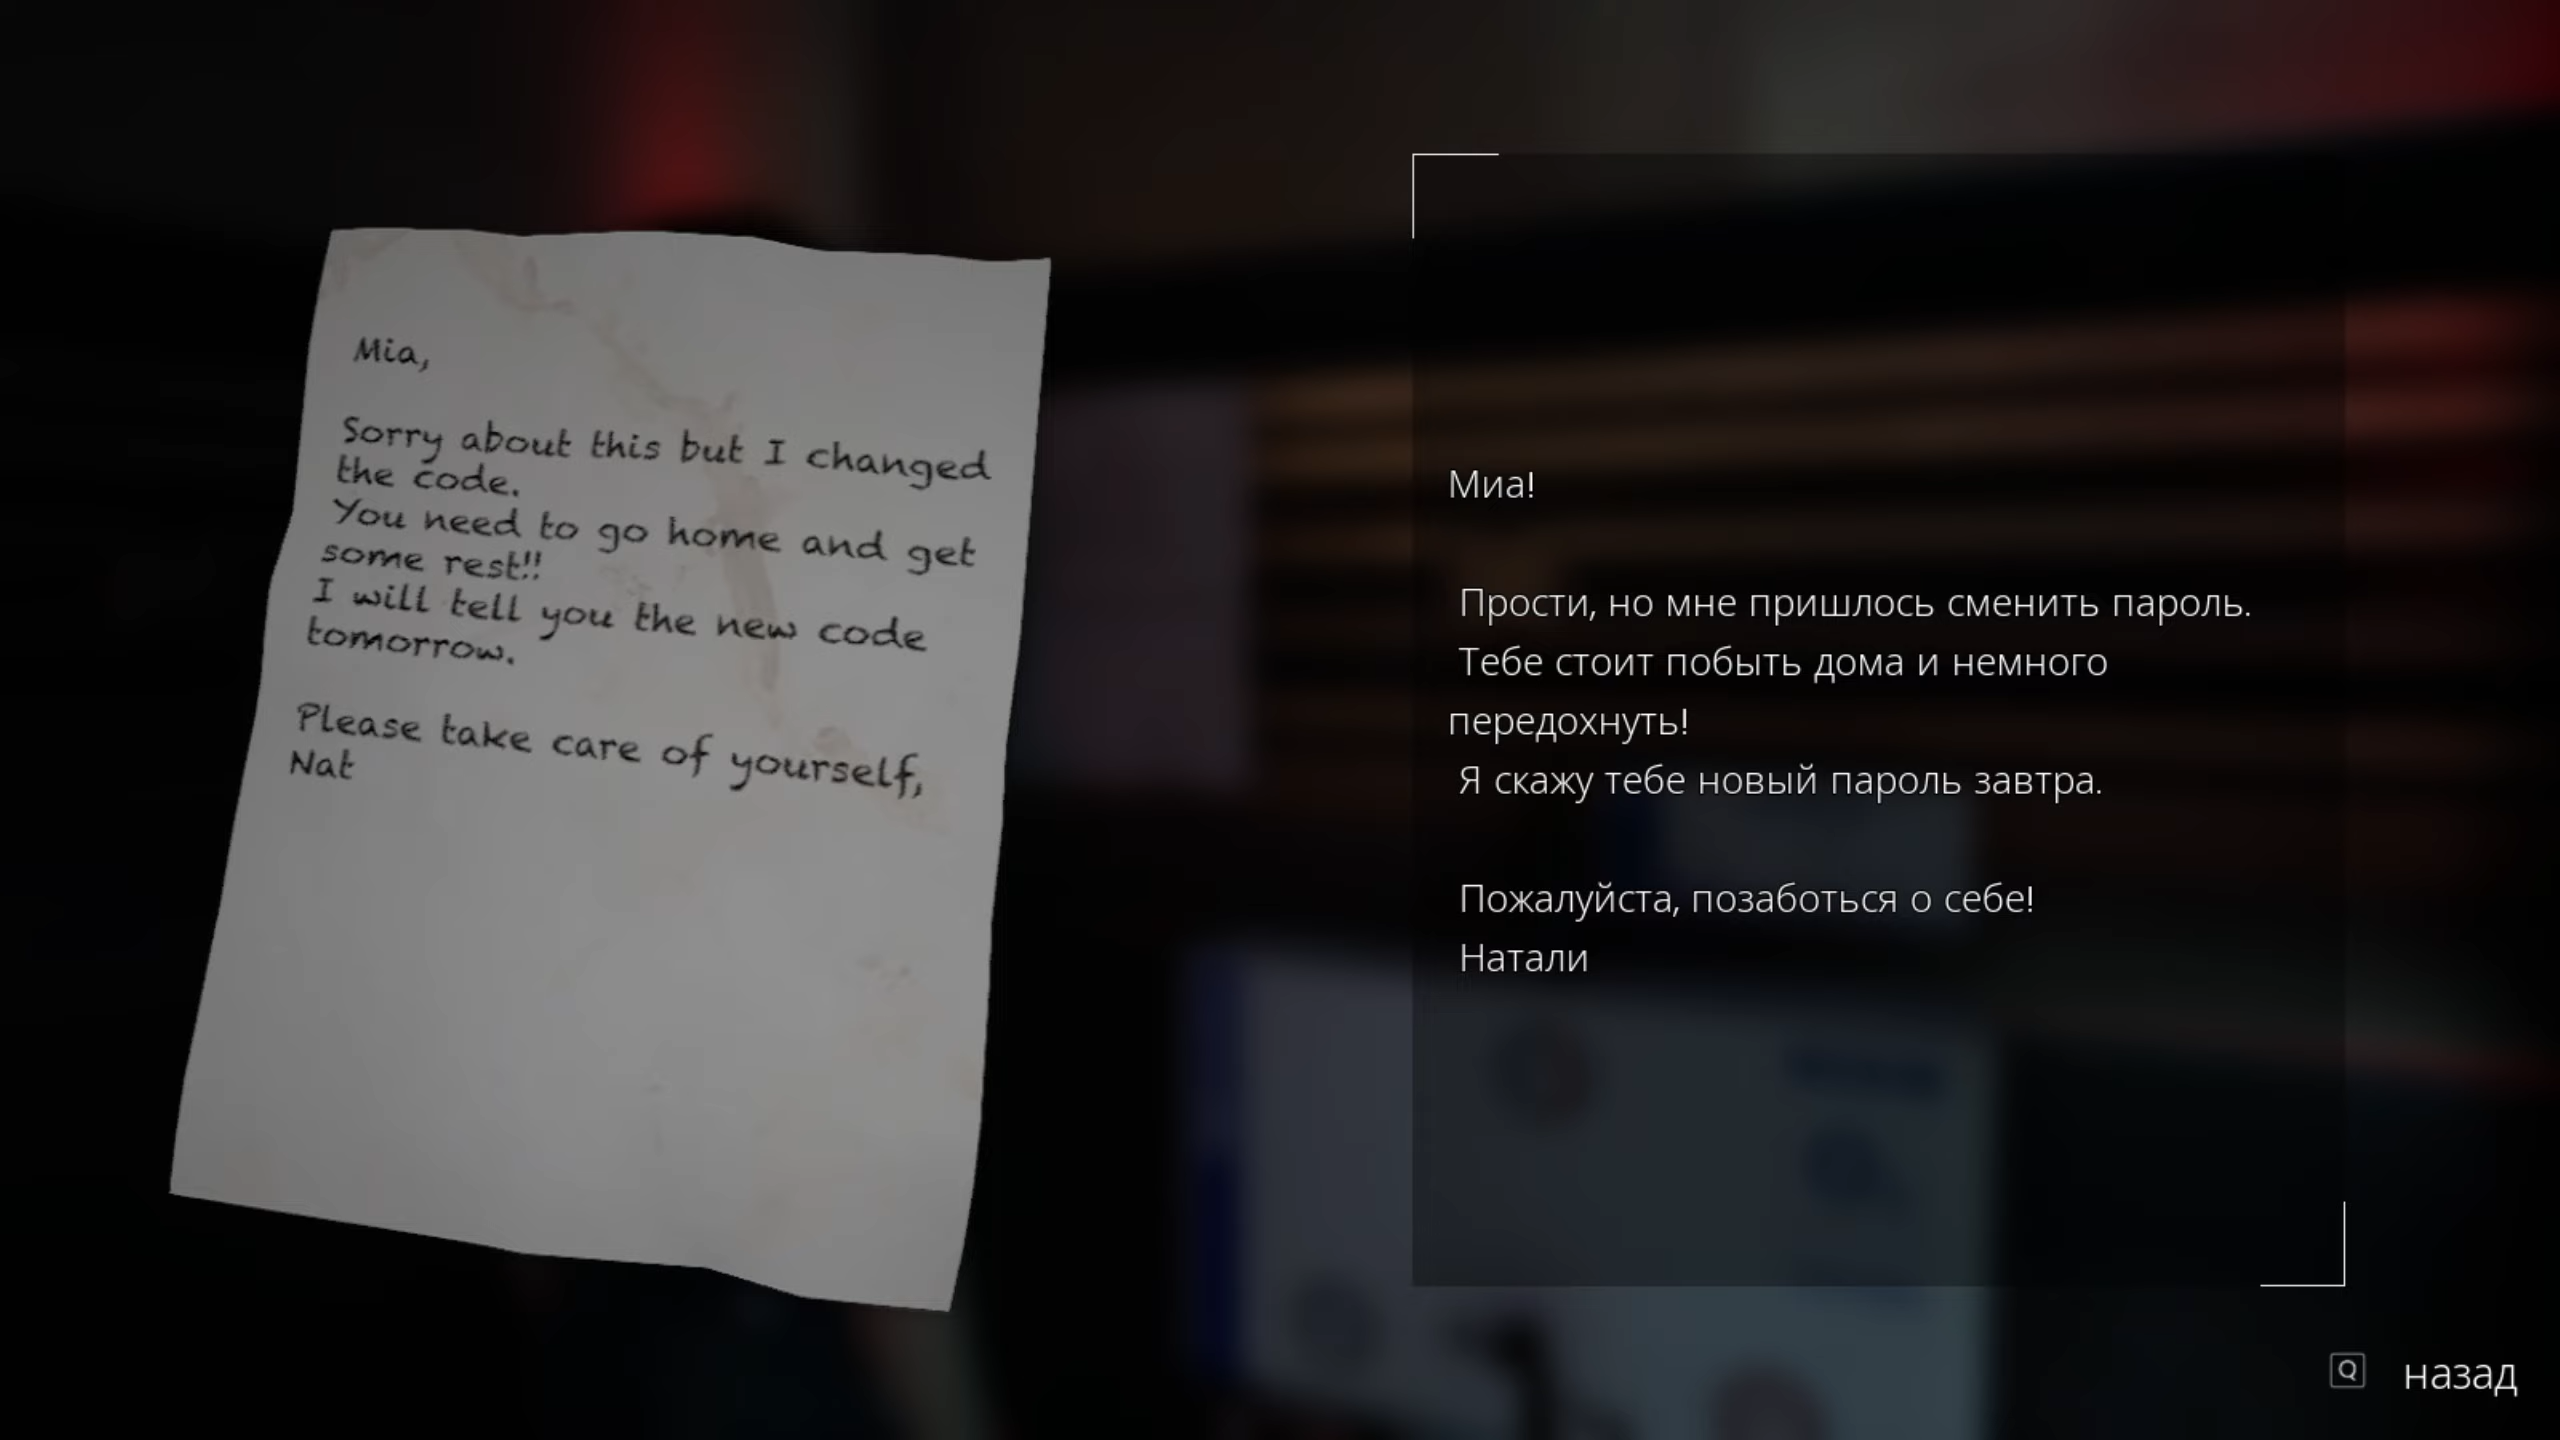 Mia,
Sorry about this but I changed
the code.
You need to go home and get
some rest!!
I will tell you the new code
tomorrow.
Please take care of yourself,
Nat
Миа!
Прости, но мне пришлось сменить пароль.
Тебе стоит побыть дома и немного
передохнуть!
Я скажу тебе новый пароль завтра.
Пожалуйста, позаботься о себе!
Натали
Q назад